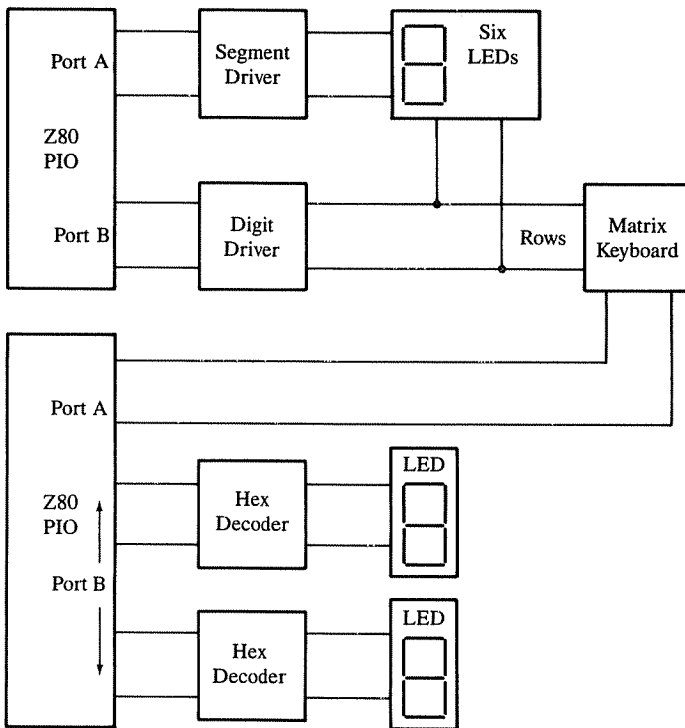 Port A
Z80
PIO
Port B
Segment
Driver
Six
LEDs
Digit
Driver
Rows
Matrix
Keyboard
Port A
Z80
PIO
Port B
Hex
Decoder
LED
Hex
Decoder
LED